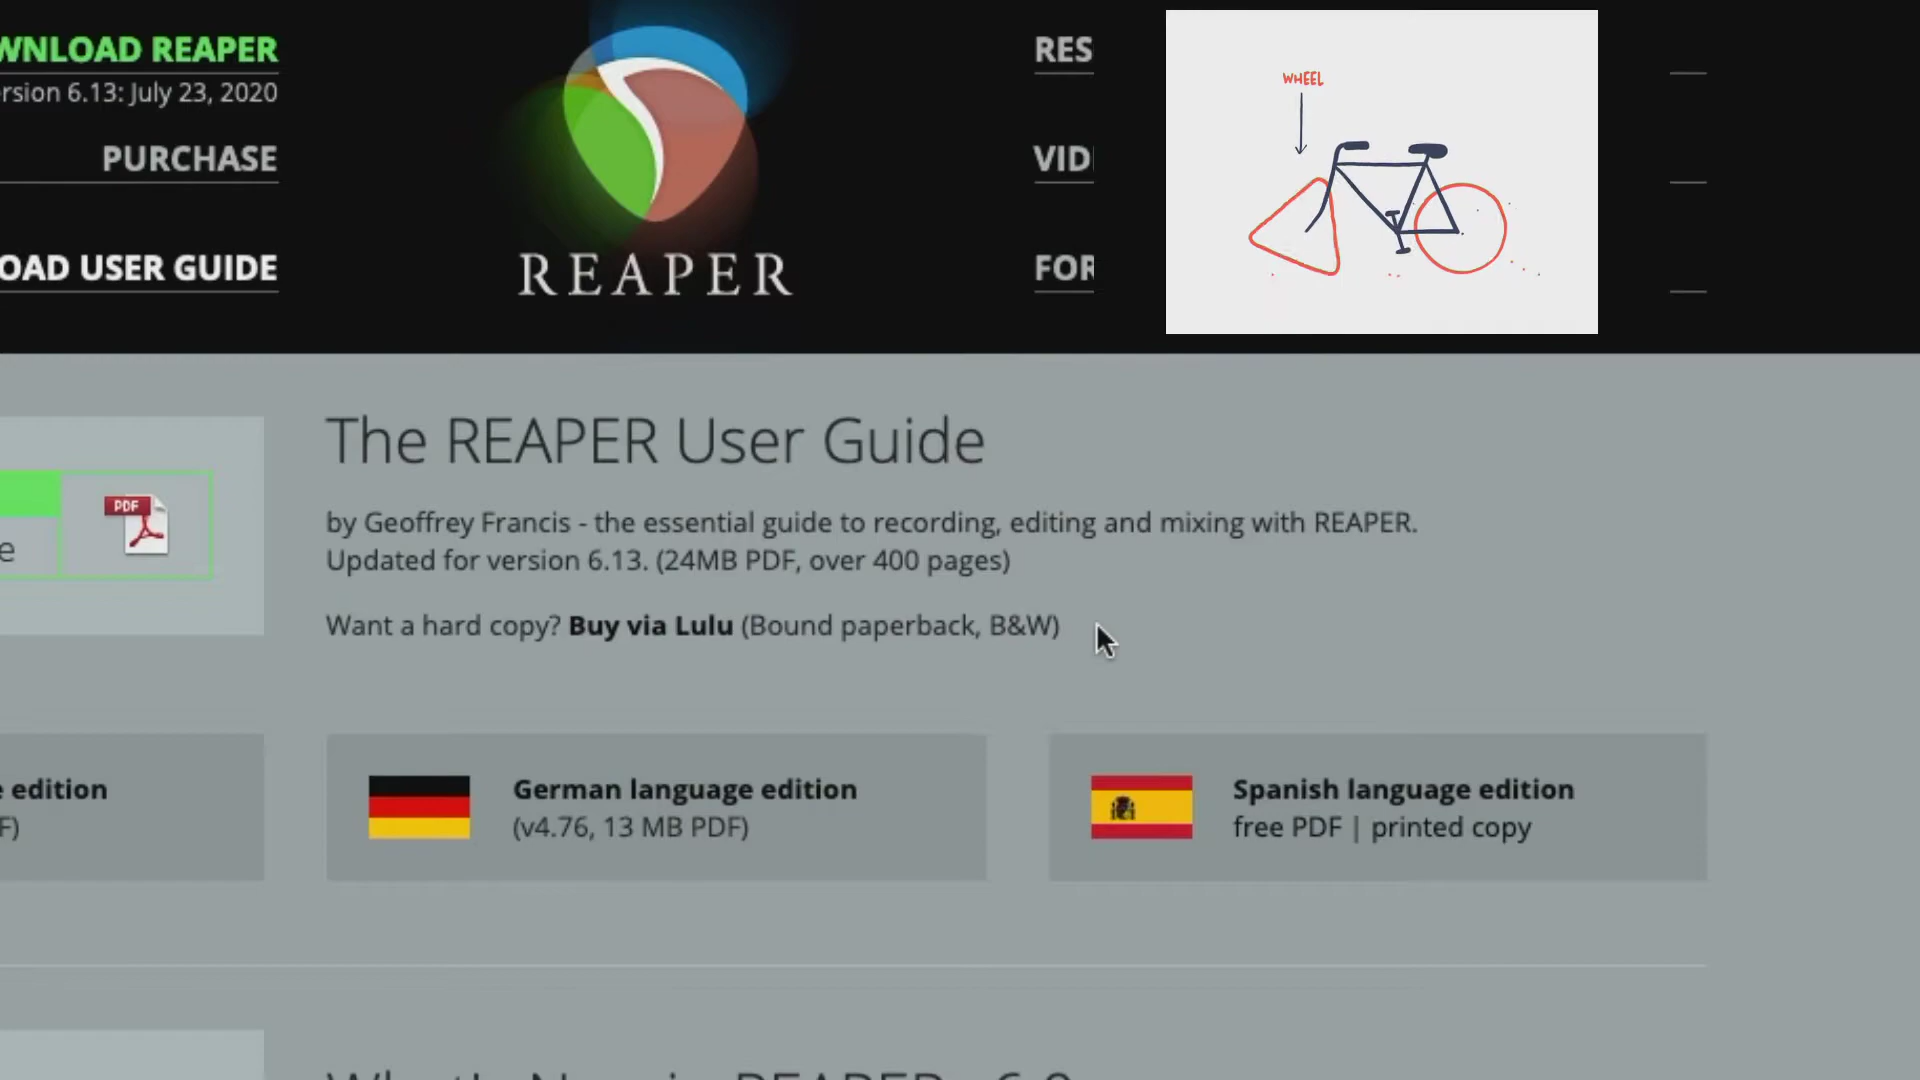 WNLOAD REAPER
ersion 6.13: July 23, 2020
PURCHASE
OAD USER GUIDE
REAPER
RES
VID
FOR
WHEEL
The REAPER User Guide
by Geoffrey Francis - the essential guide to recording, editing and mixing with REAPER.
Updated for version 6.13. (24MB PDF, over 400 pages)
Want a hard copy? Buy via Lulu (Bound paperback, B&W)
PDF
e
e edition
F)
German language edition
(v4.76, 13 MB PDF)
Spanish language edition
free PDF | printed copy